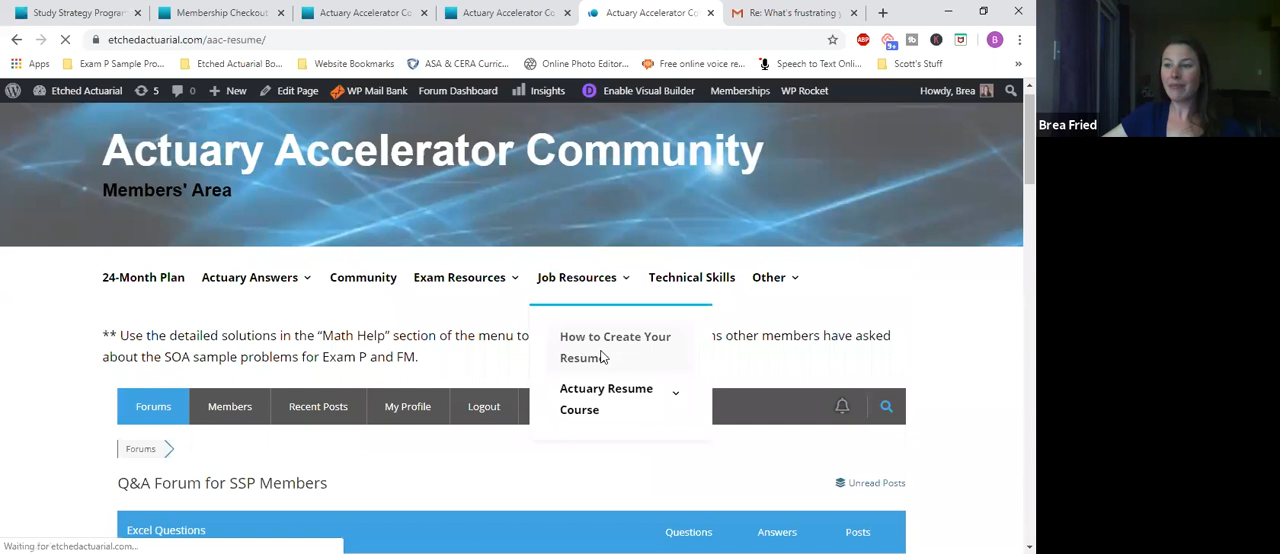 Study Strategy Program
Membership Checkout
Actuary Accelerator Co
Actuary Accelerator Co
Actuary Accelerator Co
Re: What's frustrating y
etchedactuarial.com/aac-resume/
ABP
9+
B
Apps
Exam P Sample Pro...
Etched Actuarial Bo...
Website Bookmarks
ASA & CERA Curric...
Online Photo Editor...
Free online voice re...
Speech to Text Onli...
Scott's Stuff
»
Etched Actuarial
5
0
New
Edit Page
WP Mail Bank
Forum Dashboard
Insights
Enable Visual Builder
Memberships
WP Rocket
Howdy, Brea
Brea Fried
Actuary Accelerator Community
Members' Area
24-Month Plan
Actuary Answers
Community
Exam Resources
Job Resources
Technical Skills
Other
How to Create Your
Resume
Actuary Resume
Course
** Use the detailed solutions in the “Math Help” section of the menu to
ns other members have asked
about the SOA sample problems for Exam P and FM.
Forums
Members
Recent Posts
My Profile
Logout
Forums
Q&A Forum for SSP Members
Unread Posts
Excel Questions
Questions
Answers
Posts
Waiting for etchedactuarial.com...